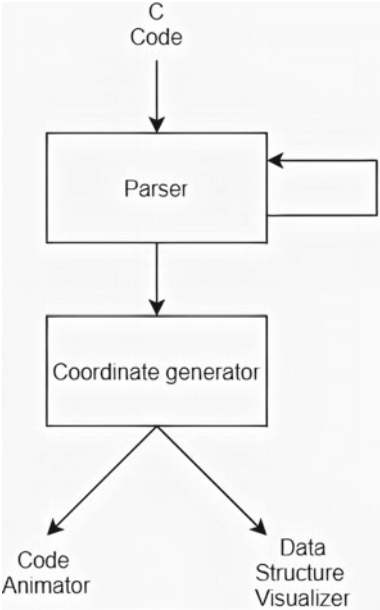 C
Code
Parser
Coordinate generator
Code
Animator
Data
Structure
Visualizer